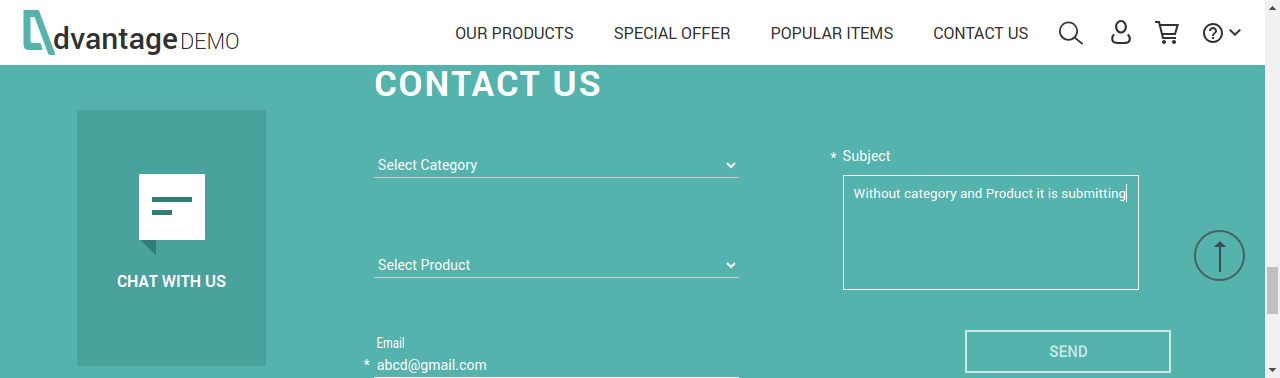 dvantage DEMO
OUR PRODUCTS SPECIAL OFFER POPULAR ITEMS CONTACT US
CONTACT US
CHAT WITH US
Select Category
Select Product
Email
* abcd@gmail.com
* Subject
Without category and Product it is submitting
SEND